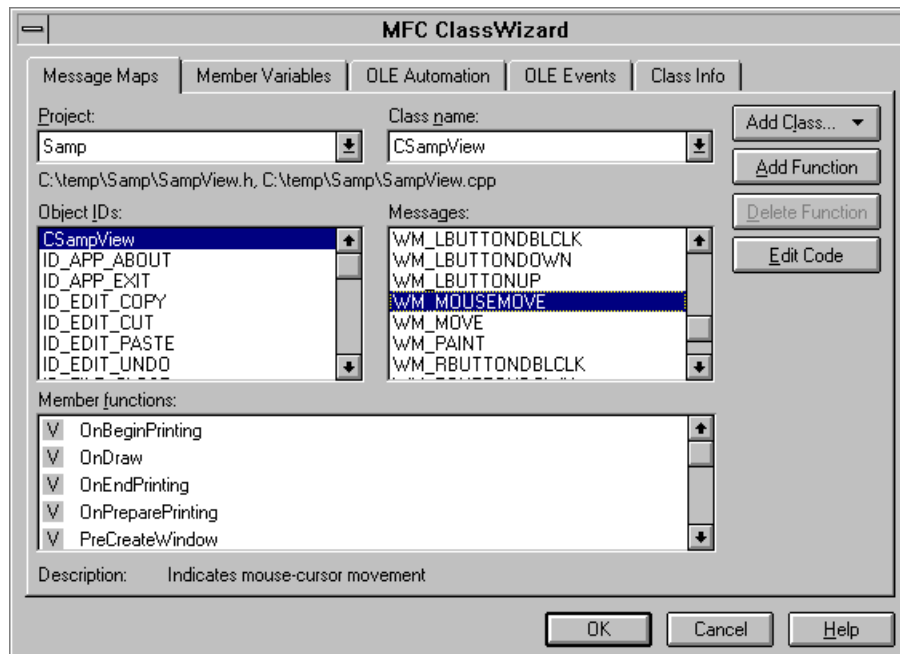 MFC ClassWizard
Message Maps
Member Variables
OLE Automation
OLE Events
Class Info
Project:
Class name:
Samp
CSampView
Add Class...
C:\temp\Samp\SampView.h, C:\temp\Samp\SampView.cpp
Add Function
Object IDs:
Messages:
Delete Function
Edit Code
CSampView
ID_APP_ABOUT
ID_APP_EXIT
ID_EDIT_COPY
ID_EDIT_CUT
ID_EDIT_PASTE
ID_EDIT_UNDO
WM_LBUTTONDBLCLK
WM_LBUTTONDOWN
WM_LBUTTONUP
WM_MOUSEMOVE
WM_MOVE
WM_PAINT
WM_RBUTTONDBLCLK
Member functions:
V OnBeginPrinting
V OnDraw
V OnEndPrinting
V OnPreparePrinting
V PreCreateWindow
Description: Indicates mouse-cursor movement
OK
Cancel
Help